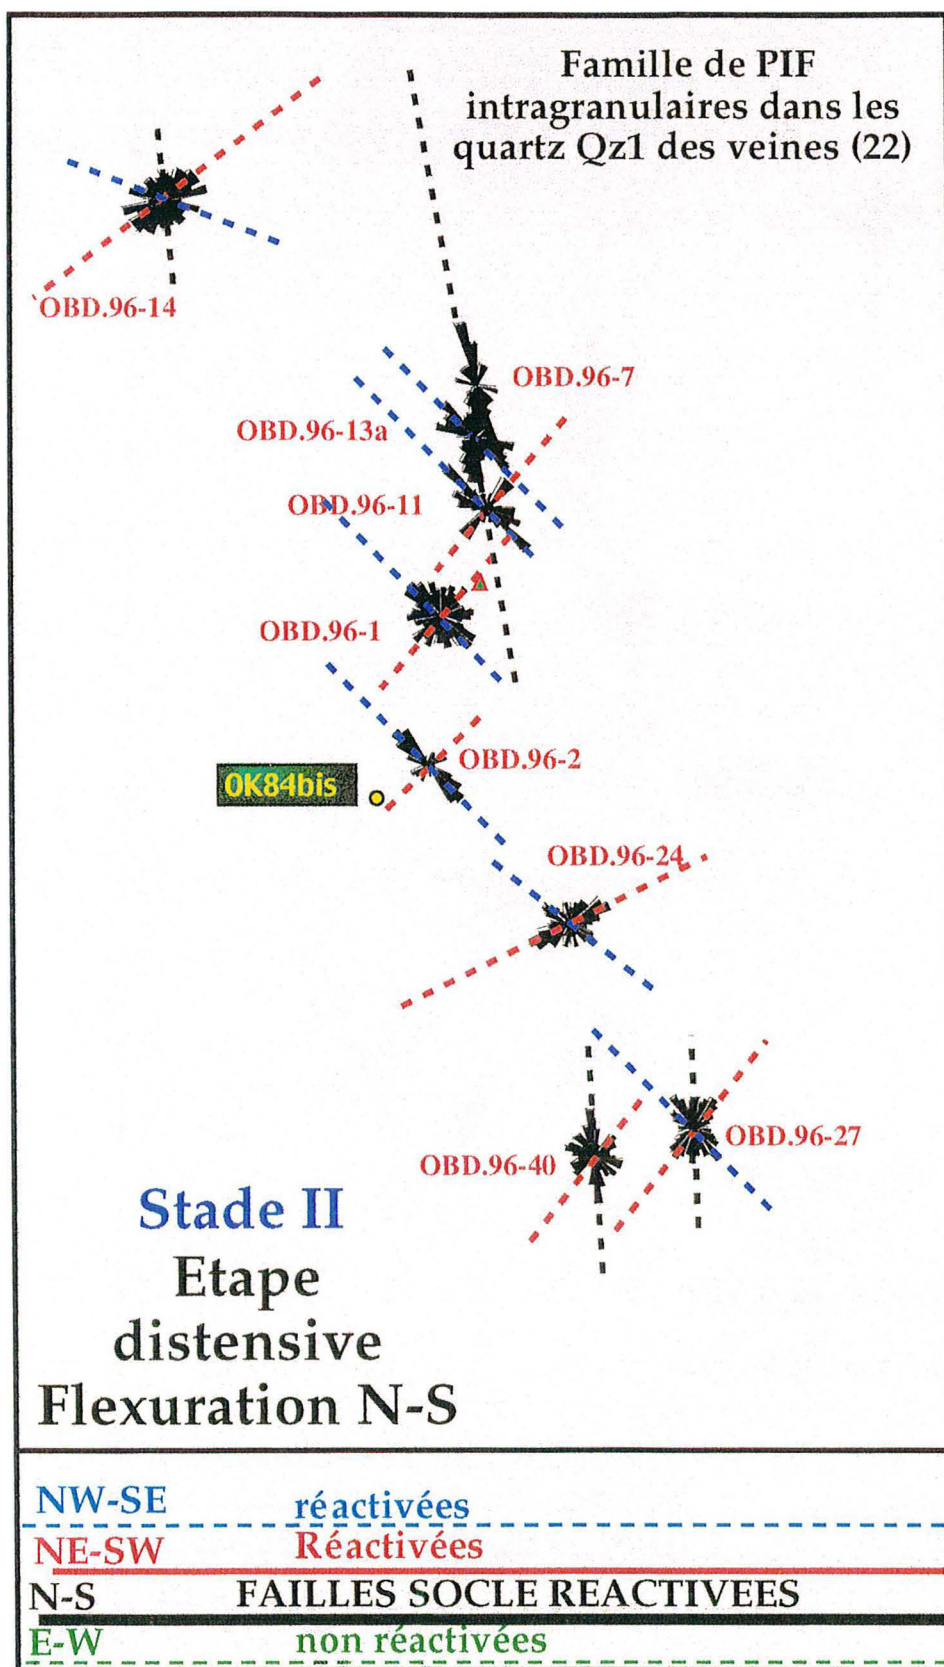 Famille de PIF
intragranulaires dans les
quartz Qz1 des veines (22)
OBD.96-14
OBD.96-7
OBD.96-13a
OBD.96-11
OBD.96-1
OBD.96-2
OK84bis
OBD.96-24
OBD.96-27
OBD.96-40
Stade II
Etape
distensive
Flexuration N-S
NW-SE réactivées
NE-SW Réactivées
N-S FAILLES SOCLE REACTIVEES
E-W non réactivées